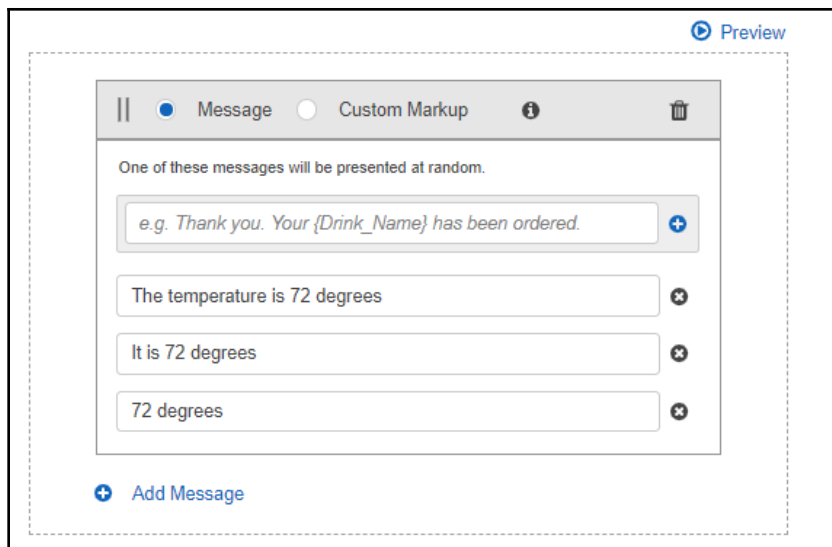 Preview
Message Custom Markup
One of these messages will be presented at random.
e.g. Thank you. Your {Drink_Name} has been ordered.
The temperature is 72 degrees
It is 72 degrees
72 degrees
Add Message